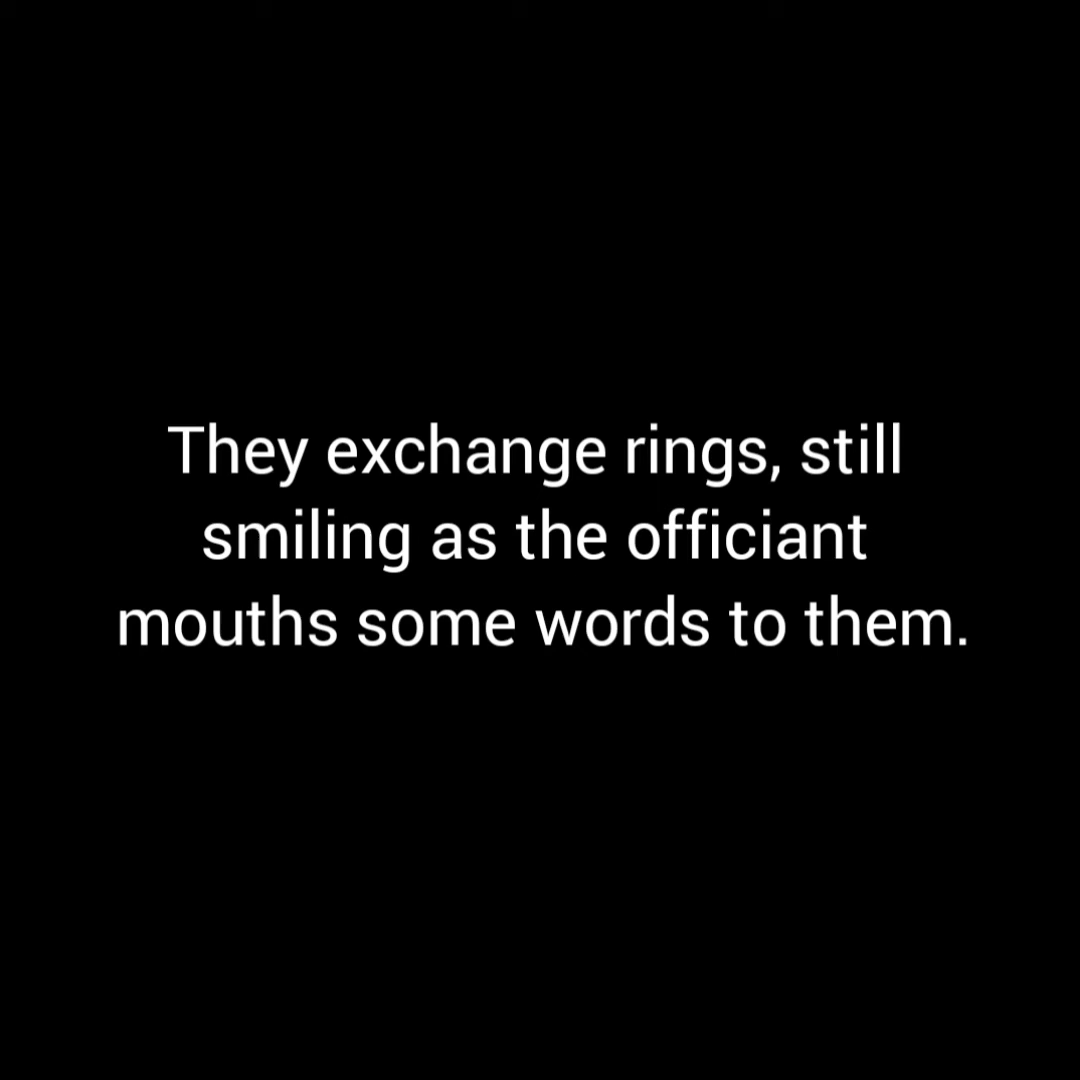 They exchange rings, still
smiling as the officiant
mouths some words to them.